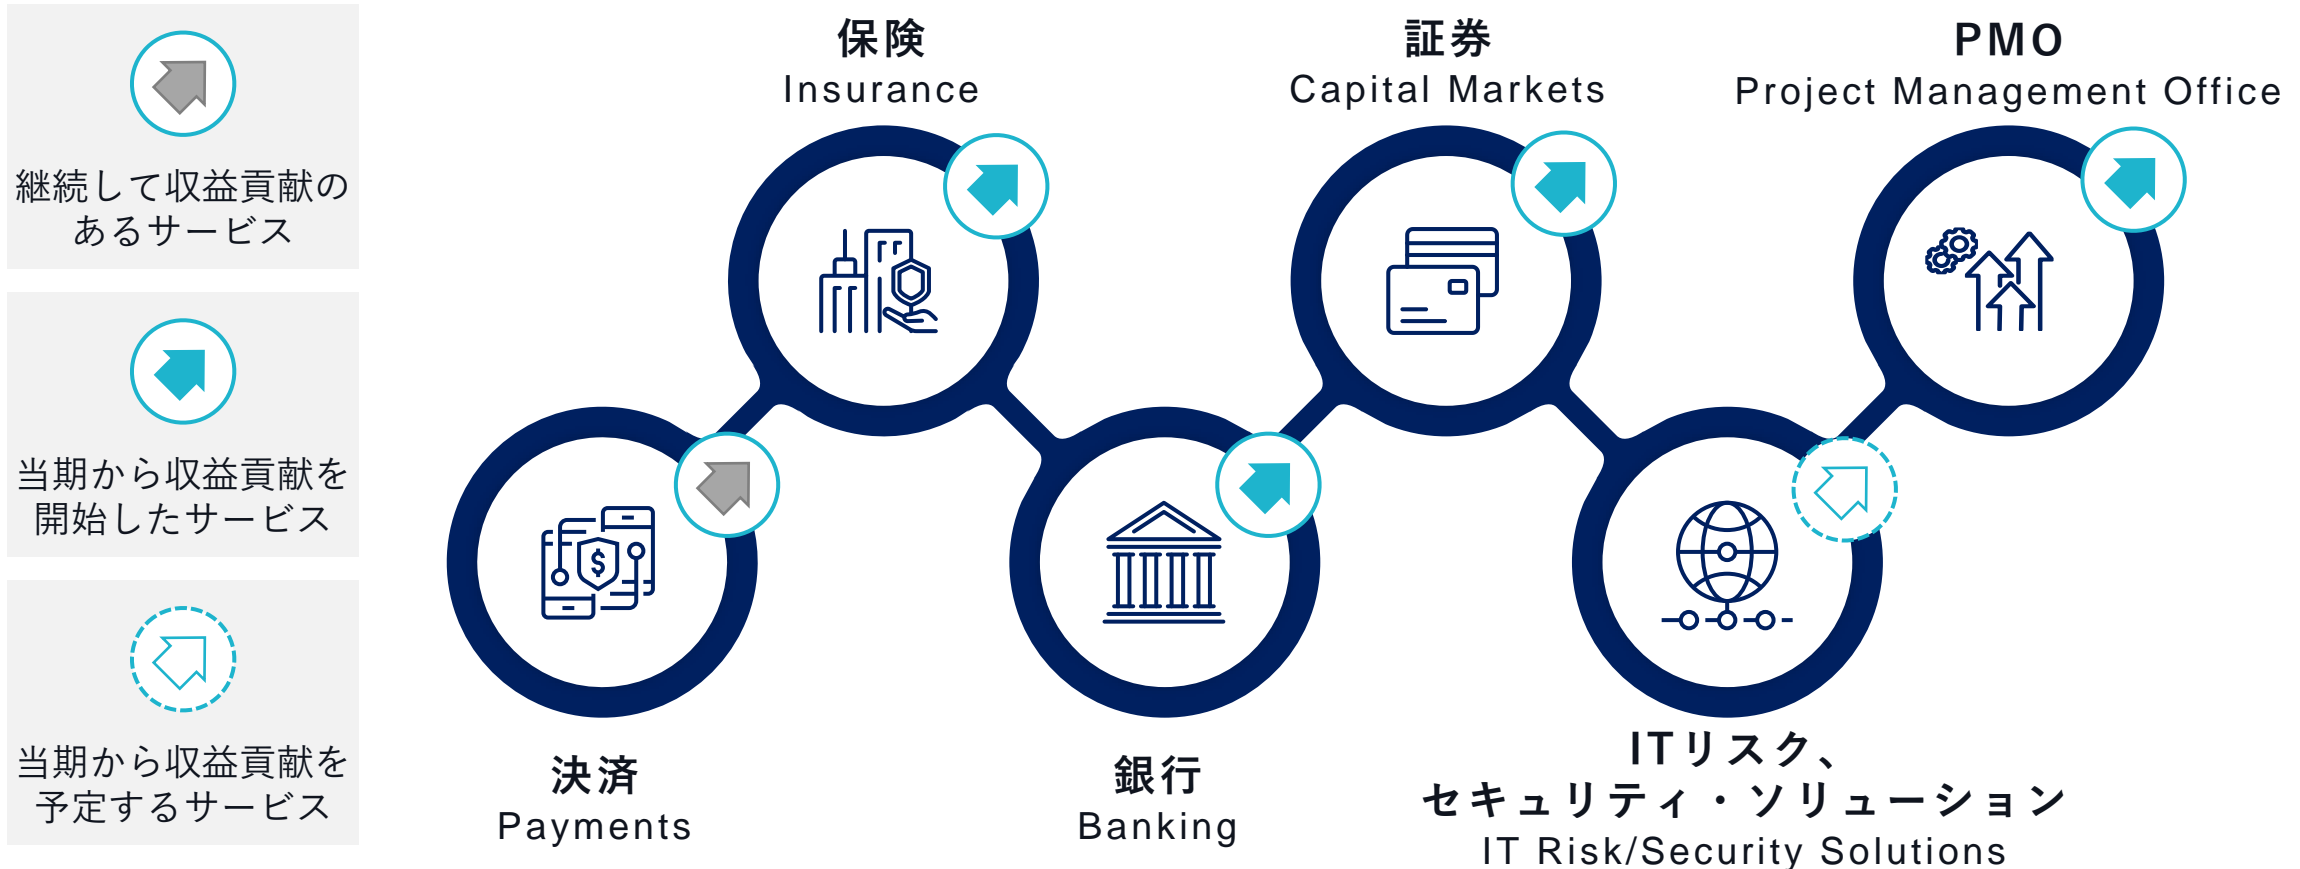 継続して収益貢献の
あるサービス
当期から収益貢献を
開始したサービス
当期から収益貢献を
予定するサービス
保険
Insurance
証券
Capital Markets
PMO
Project Management Office
$
決済
Payments
銀行
Banking
ITリスク、
セキュリティ・ソリューション
IT Risk/Security Solutions